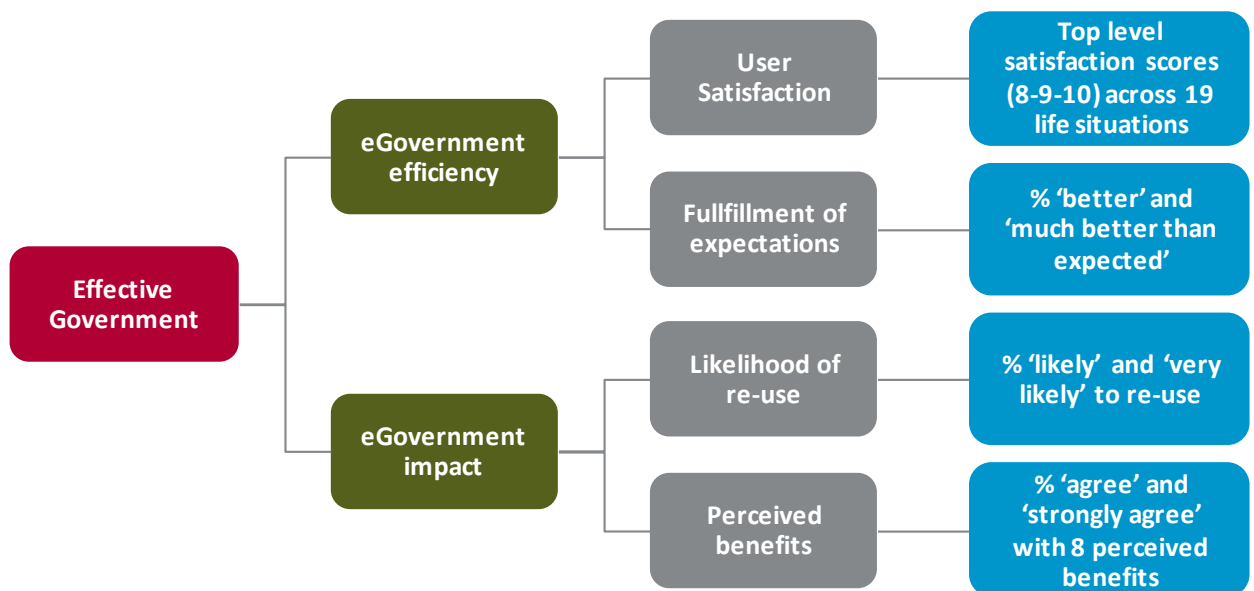 Effective
Government
eGovernment
efficiency
eGovernment
impact
User
Satisfaction
Fullfillment of
expectations
Likelihood of
re-use
Perceived
benefits
Top level
satisfaction scores
(8-9-10) across 19
life situations
% ‘better’ and
‘much better than
expected’
% ‘likely’ and ‘very
likely’ to re-use
% ‘agree’ and
‘strongly agree’
with 8 perceived
benefits